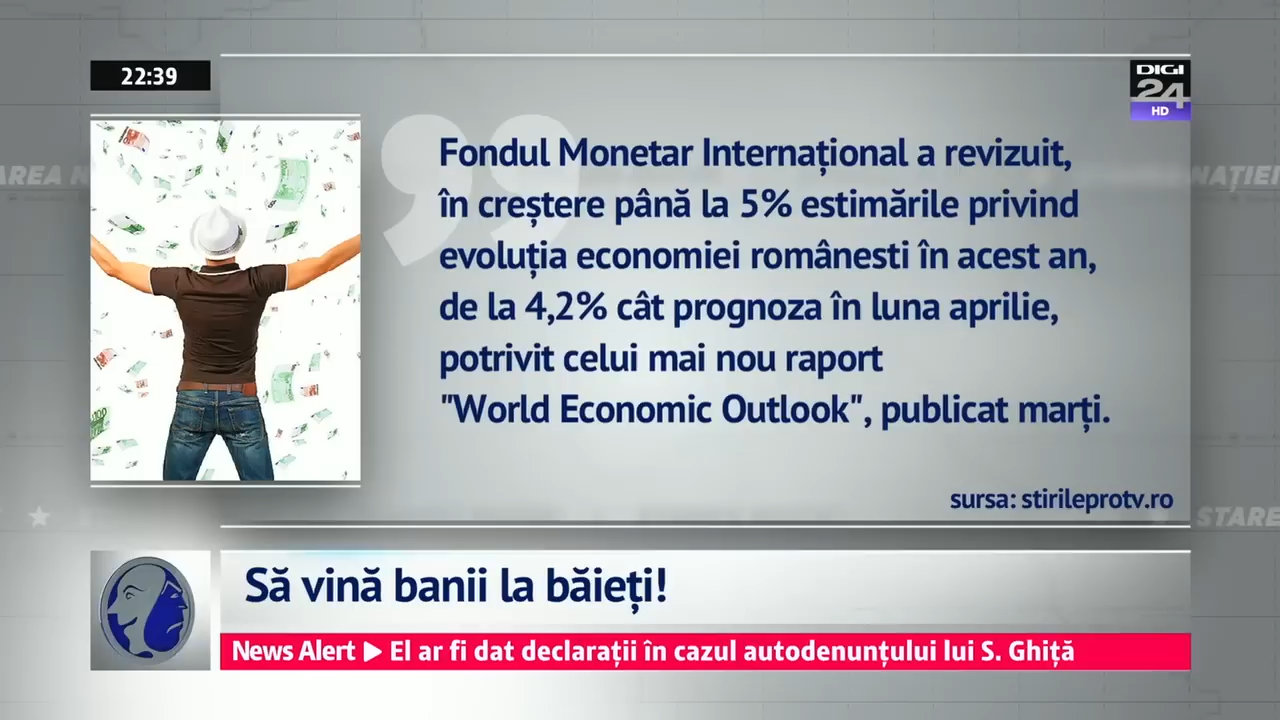 22:39
DIGI
24
HD
AREA N
NAȚIEI
Fondul Monetar Internațional a revizuit,
în creștere până la 5% estimările privind
evoluția economiei românesti în acest an,
de la 4,2% cât prognoza în luna aprilie,
potrivit celui mai nou raport
"World Economic Outlook", publicat marți.
sursa: stirileprotv.ro
STARE
Să vină banii la băieți!
News Alert ▶ El ar fi dat declarații în cazul autodenunțului lui S. Ghiță